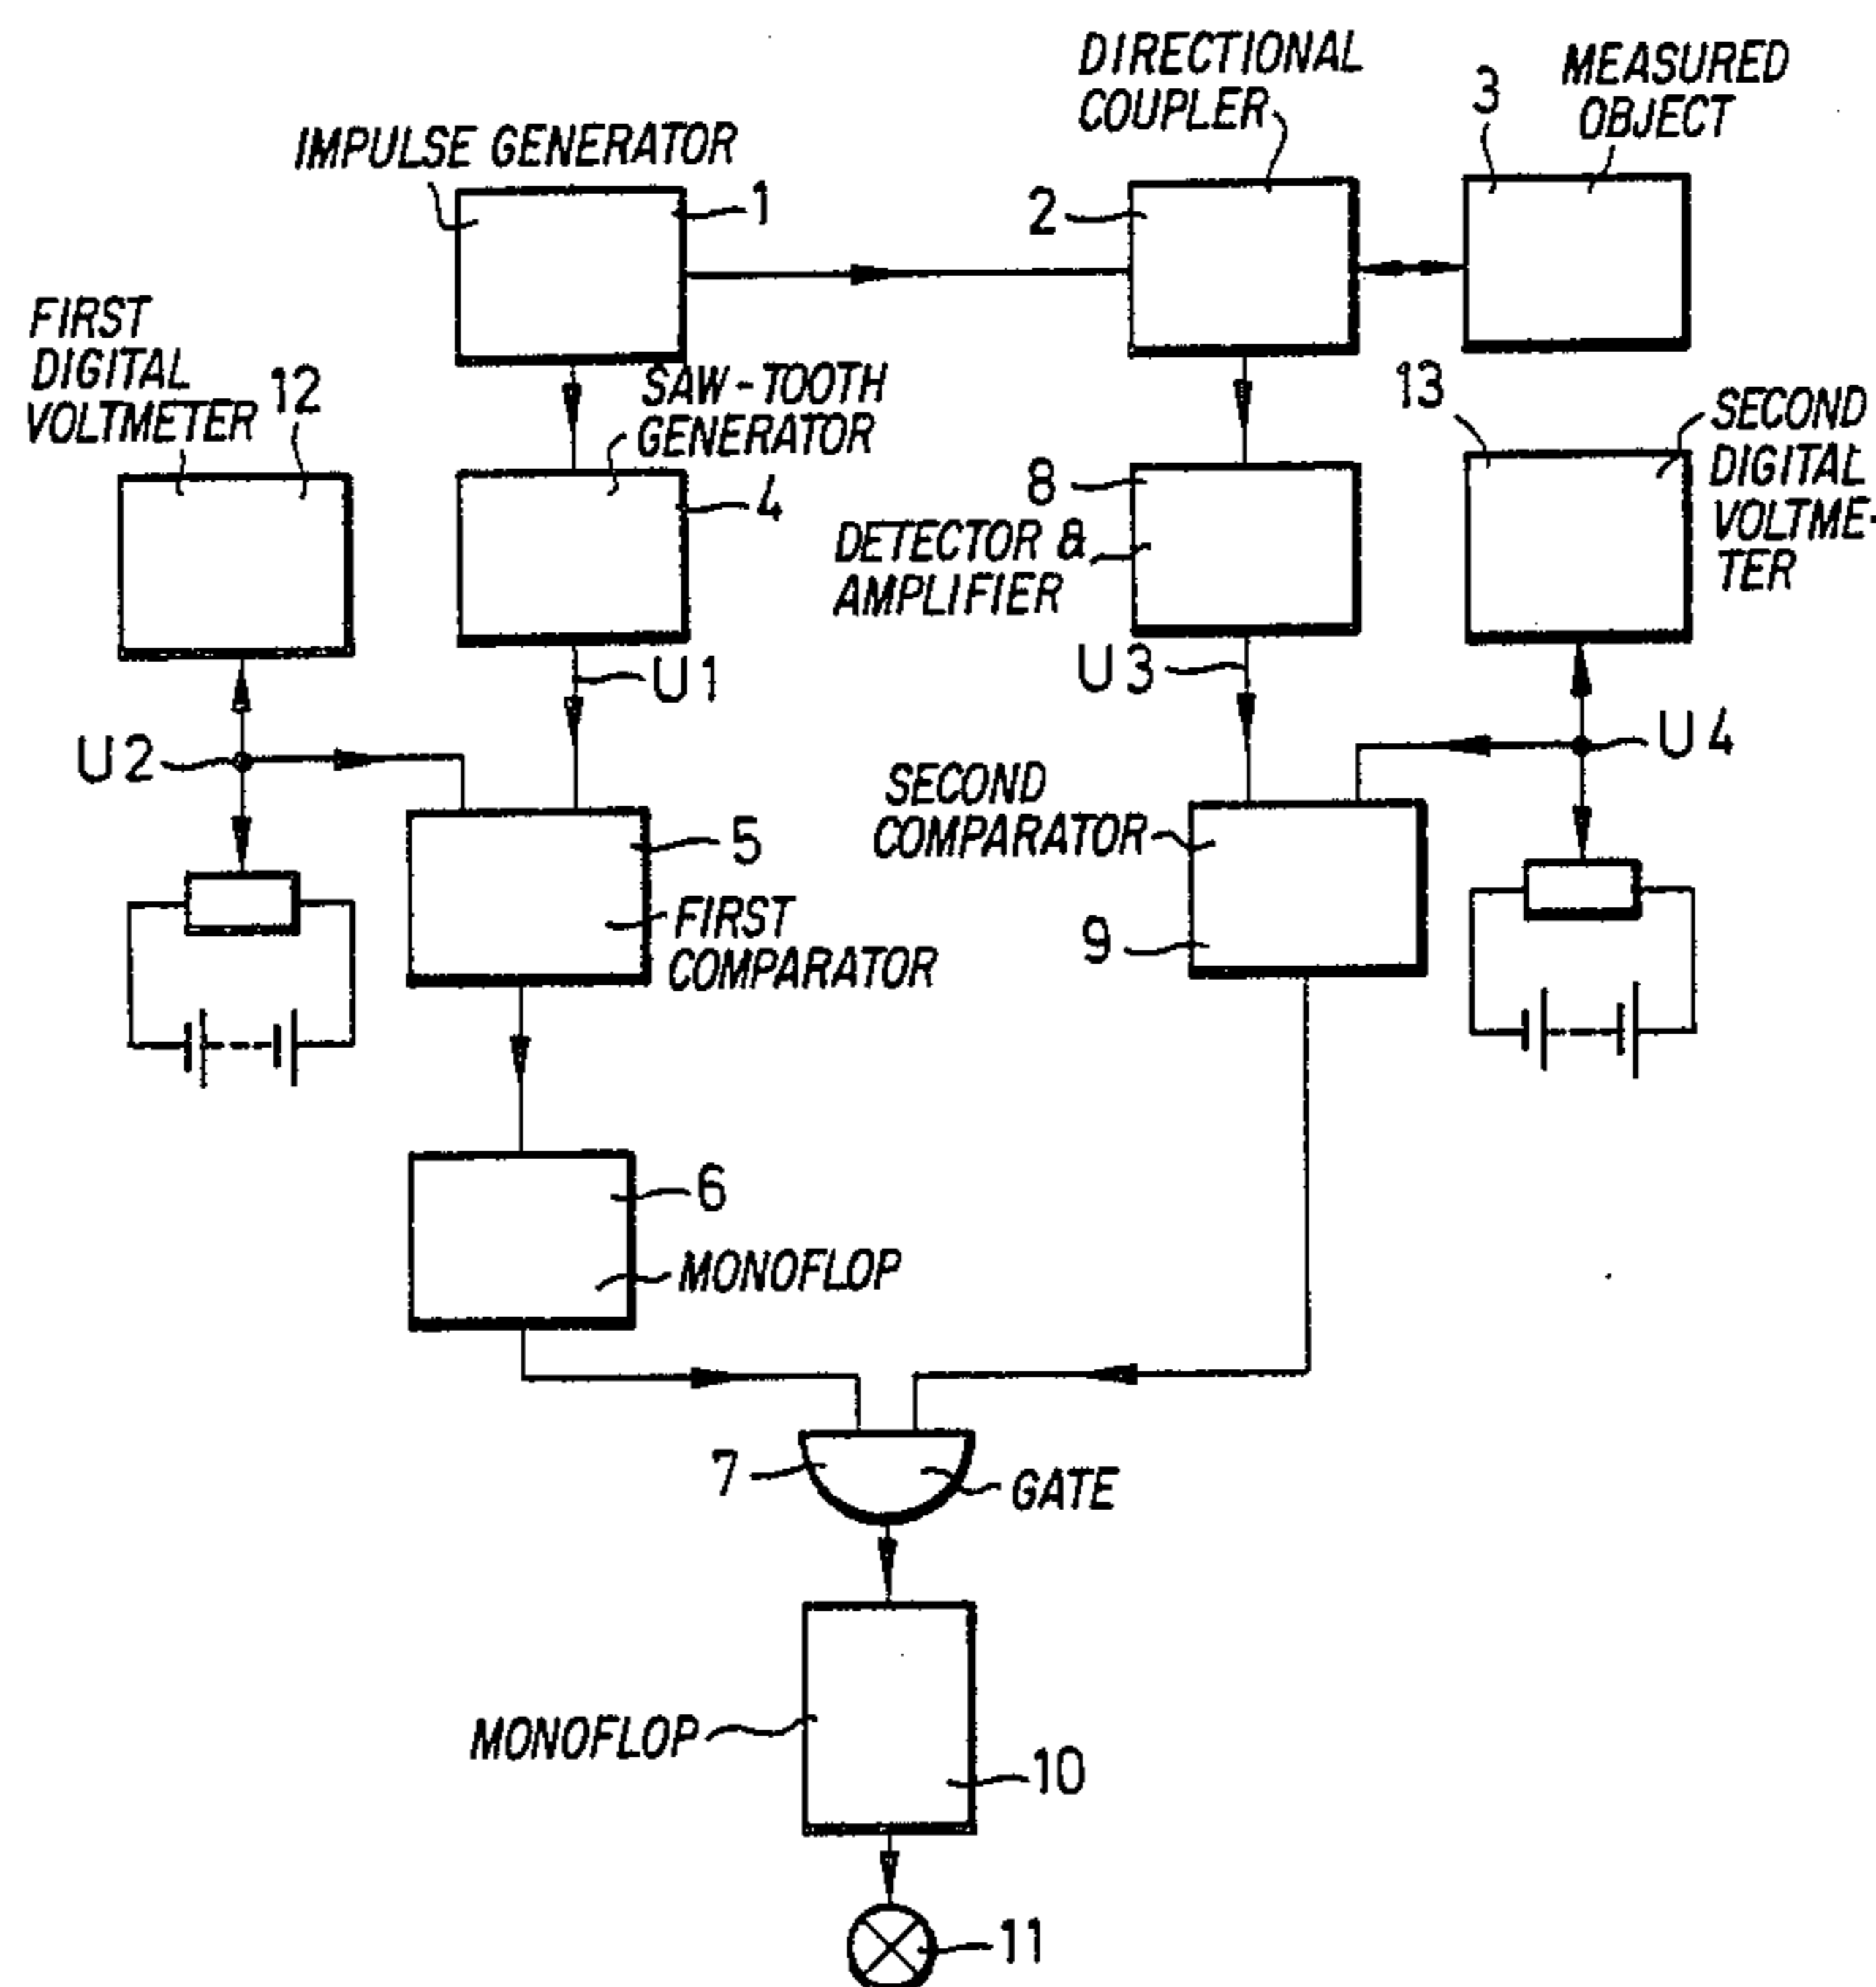 DIRECTIONAL
COUPLER
3
MEASURED
OBJECT
IMPULSE GENERATOR
1
2
FIRST
DIGITAL
VOLTMETER
12
SAW-TOOTH
GENERATOR
4
8
DETECTOR &
AMPLIFIER
13
SECOND
DIGITAL
VOLTME-
TER
U1
U3
U2
U4
5
FIRST
COMPARATOR
SECOND
COMPARATOR
9
6
MONOFLOP
7
GATE
MONOFLOP
10
11